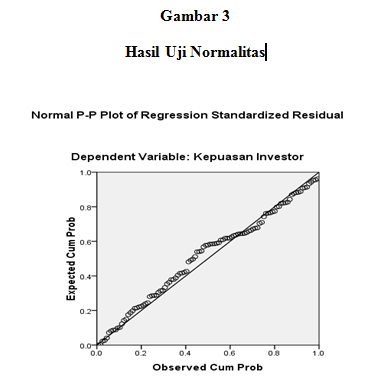 Gambar 3
Hasil Uji Normalitas
Normal P-P Plot of Regression Standardized Residual
Dependent Variable: Kepuasan Investor
Expected Cum Prob
1.0
0.8
0.6
0.4
0.2
0.0
0.0 0.2 0.4 0.6 0.8 1.0
Observed Cum Prob